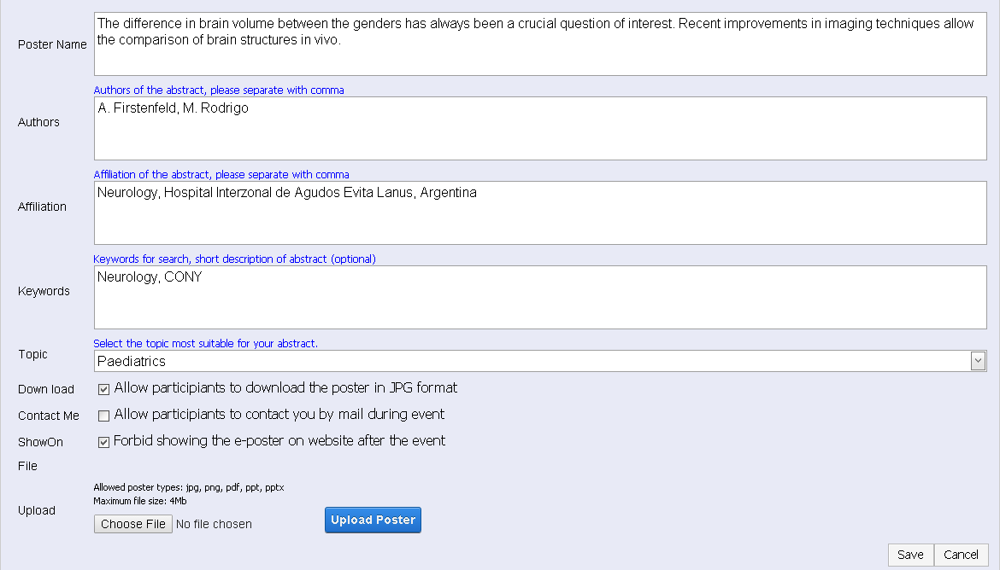 The difference in brain volume between the genders has always been a crucial question of interest. Recent improvements in imaging techniques allow
Poster Name
the comparison of brain structures in vivo.
Authors of the abstract, please separate with comma
A. Firstenfeld, M. Rodrigo
Authors
Affiliation of the abstract, please separate with comma
Neurology, Hospital Interzonal de Agudos Evita Lanus, Argentina
Affiliation
Keywords for search, short description of abstract (optional)
Neurology, CONY
Keywords
Select the topic most suitable for your abstract.
Topic
Paediatrics
Down load Allow participiants to download the poster in JPG format
Contact Me Allow participiants to contact you by mail during event
ShowOn Forbid showing the e-poster on website after the event
File
Allowed poster types: jpg, png, pdf, ppt, pptx
Maximum file size: 4Mb
Upload
Choose File No file chosen Upload Poster
Save Cancel